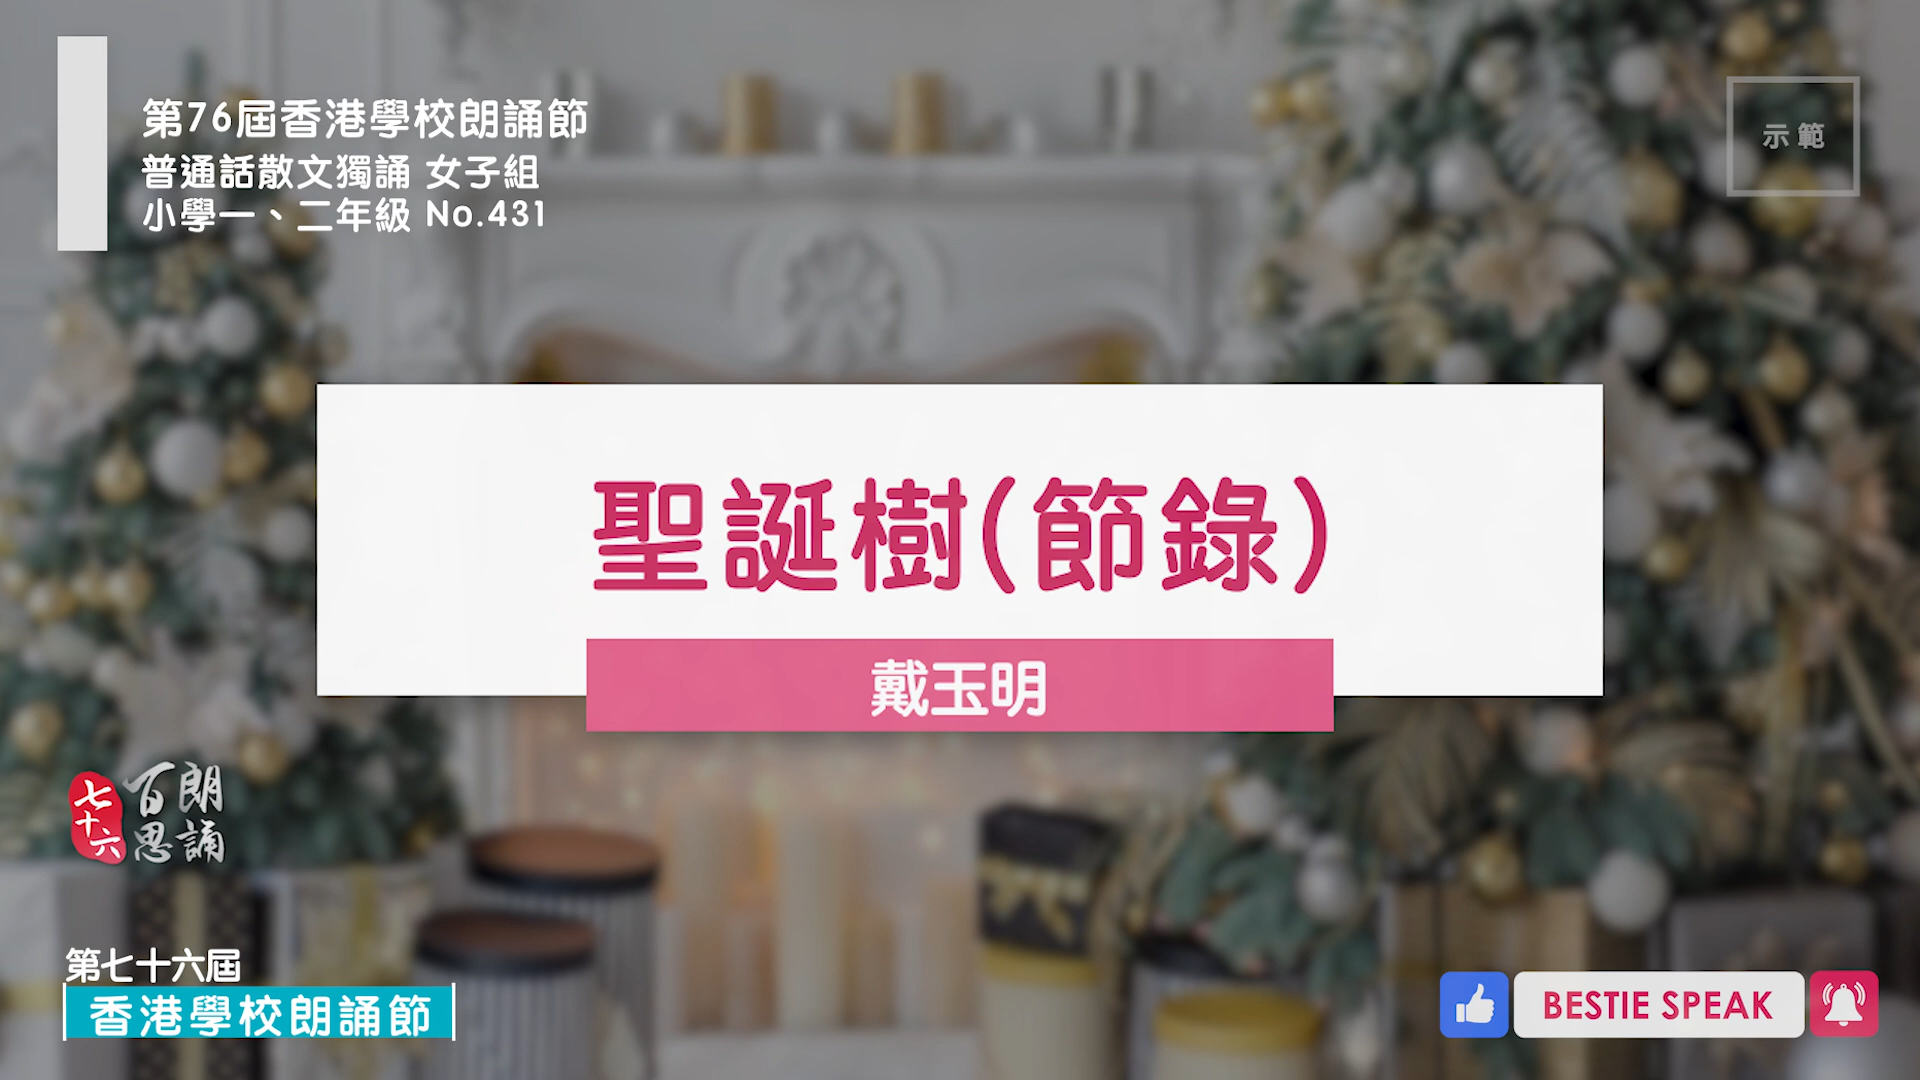 第76屆香港學校朗誦節
普通話散文獨誦 女子組
小學一、二年級 No.431
示範
聖誕樹(節錄)
戴玉明
七十六
百思
朗誦
第七十六屆
香港學校朗誦節
BESTIE SPEAK